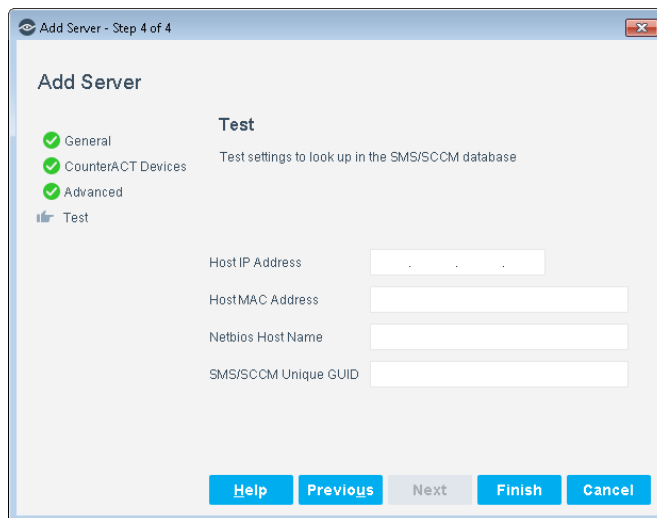 Add Server - Step 4 of 4
Add Server
General
CounterACT Devices
Advanced
Test
Test
Test settings to look up in the SMS/SCCM database
Host IP Address
. . .
Host MAC Address
Netbios Host Name
SMS/SCCM Unique GUID
Help Previous Next Finish Cancel